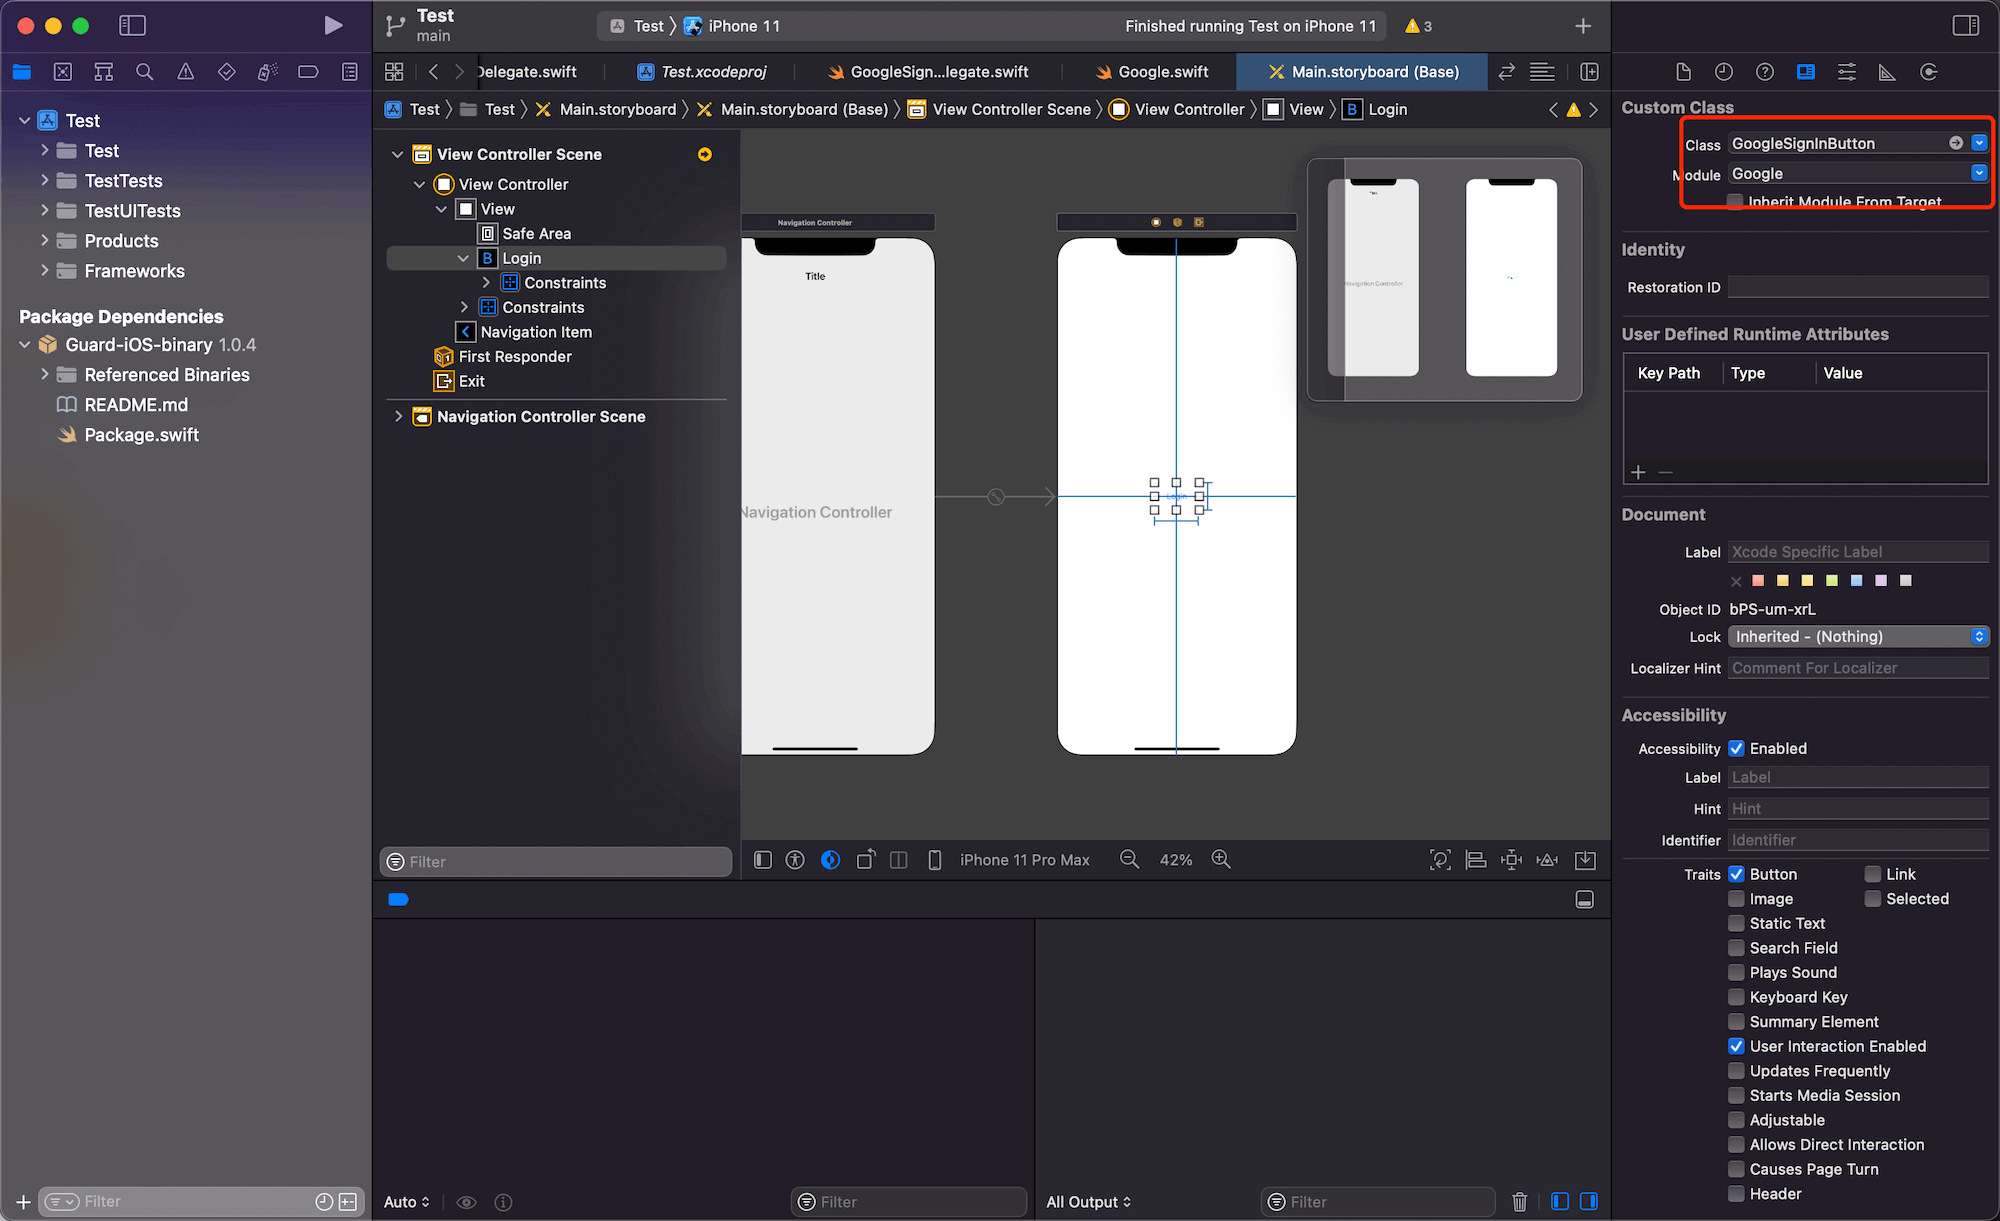 Test
main
Test
iPhone 11
Finished running Test on iPhone 11
3
Delegate.swift
Test.xcodeproj
GoogleSign...legate.swift
Google.swift
Main.storyboard (Base)
Test
Test
Main.storyboard
Main.storyboard (Base)
View Controller Scene
View Controller
View
B
Login
Test
Test
TestTests
TestUITests
Products
Frameworks
Package Dependencies
Guard-iOS-binary 1.0.4
Referenced Binaries
README.md
Package.swift
Filter
View Controller Scene
View Controller
View
Safe Area
B
Login
Constraints
Constraints
Navigation Item
First Responder
Exit
Navigation Controller Scene
Filter
Navigation Controller
Title
Navigation Controller
Login
Navigation Controller
iPhone 11 Pro Max
42%
Auto
Filter
All Output
Filter
Custom Class
Class GoogleSignInButton
Module Google
Inherit Module From Target
Identity
Restoration ID
User Defined Runtime Attributes
Key Path Type Value
Document
Label Xcode Specific Label
Object ID bPS-um-xrL
Lock Inherited - (Nothing)
Localizer Hint Comment For Localizer
Accessibility
Accessibility Enabled
Label Label
Hint Hint
Identifier Identifier
Traits Button Link
Image Selected
Static Text
Search Field
Plays Sound
Keyboard Key
Summary Element
User Interaction Enabled
Updates Frequently
Starts Media Session
Adjustable
Allows Direct Interaction
Causes Page Turn
Header